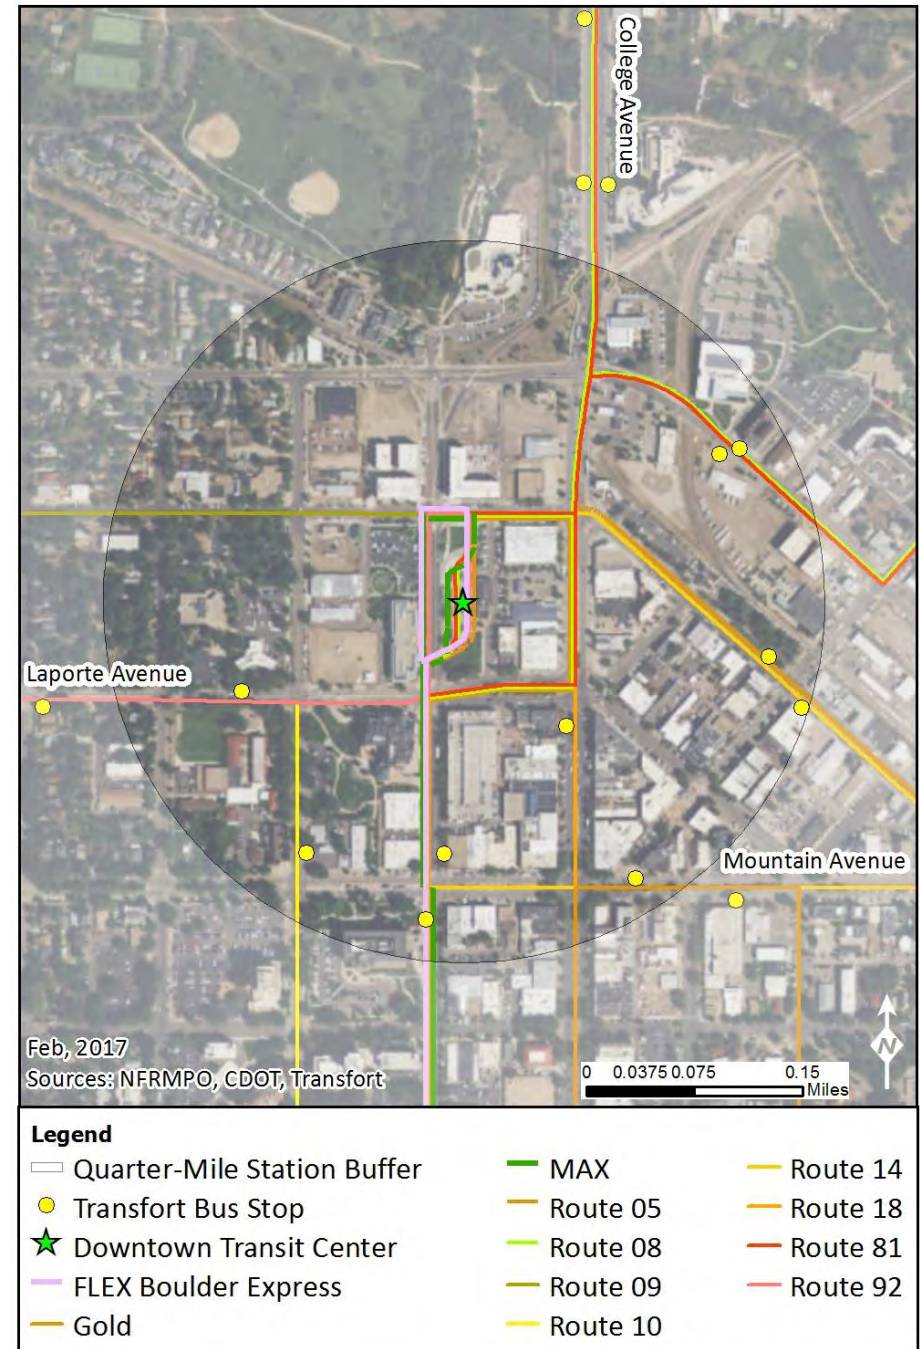 College Avenue
Laporte Avenue
Mountain Avenue
N
Feb, 2017
Sources: NFRMPO, CDOT, Transfort
0 0.0375 0.075 0.15
Miles
Legend
Quarter-Mile Station Buffer
Transfort Bus Stop
Downtown Transit Center
FLEX Boulder Express
Gold
MAX
Route 05
Route 08
Route 09
Route 10
Route 14
Route 18
Route 81
Route 92